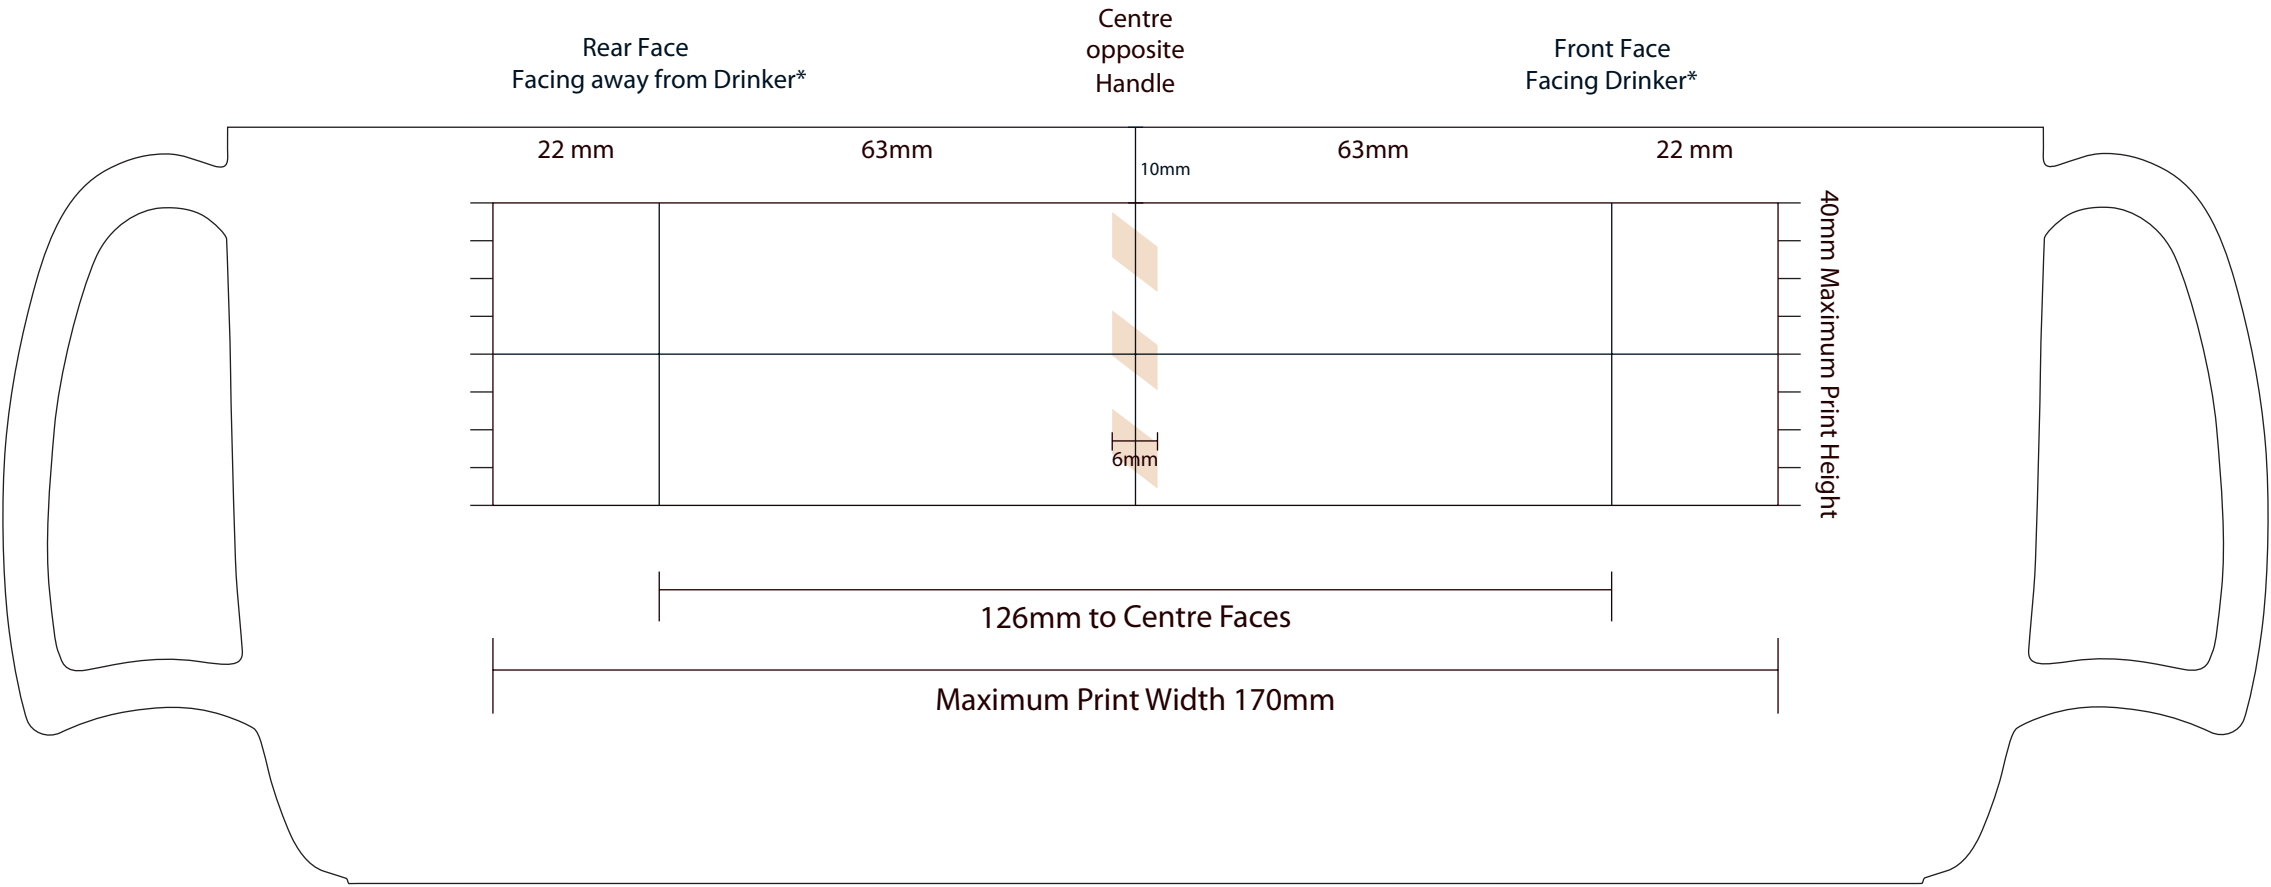 Rear Face
Facing away from Drinker*
Centre
opposite
Handle
Front Face
Facing Drinker*
22 mm
63mm
63mm
22 mm
10mm
40mm Maximum Print Height
6mm
126mm to Centre Faces
Maximum Print Width 170mm